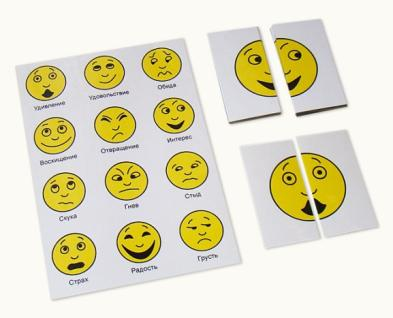 Удивление
Удовольствие
Обида
Восхищение
Отвращение
Интерес
Скука
Гнев
Стыд
Страх
Радость
Грусть